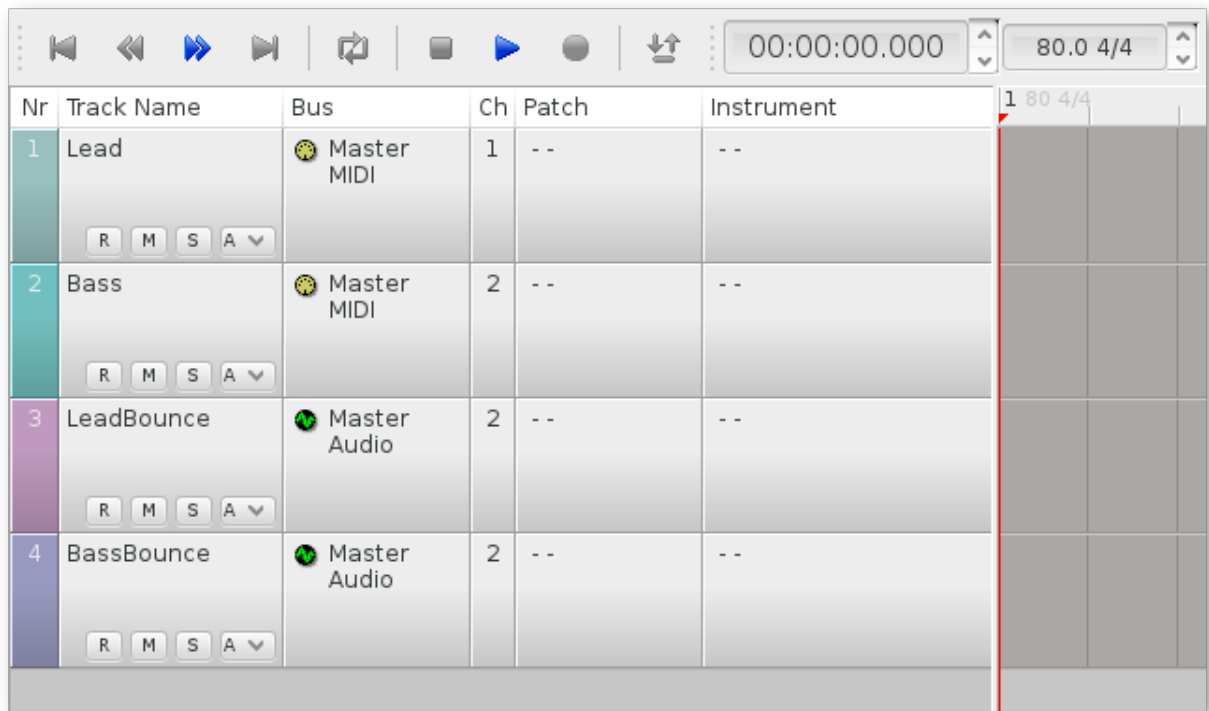 00:00:00.000
80.0 4/4
Nr Track Name Bus Ch Patch Instrument
1 80 4/4
1 Lead Master 1 - - - -
MIDI
R M S A
2 Bass Master 2 - - - -
MIDI
R M S A
3 LeadBounce Master 2 - - - -
Audio
R M S A
4 BassBounce Master 2 - - - -
Audio
R M S A